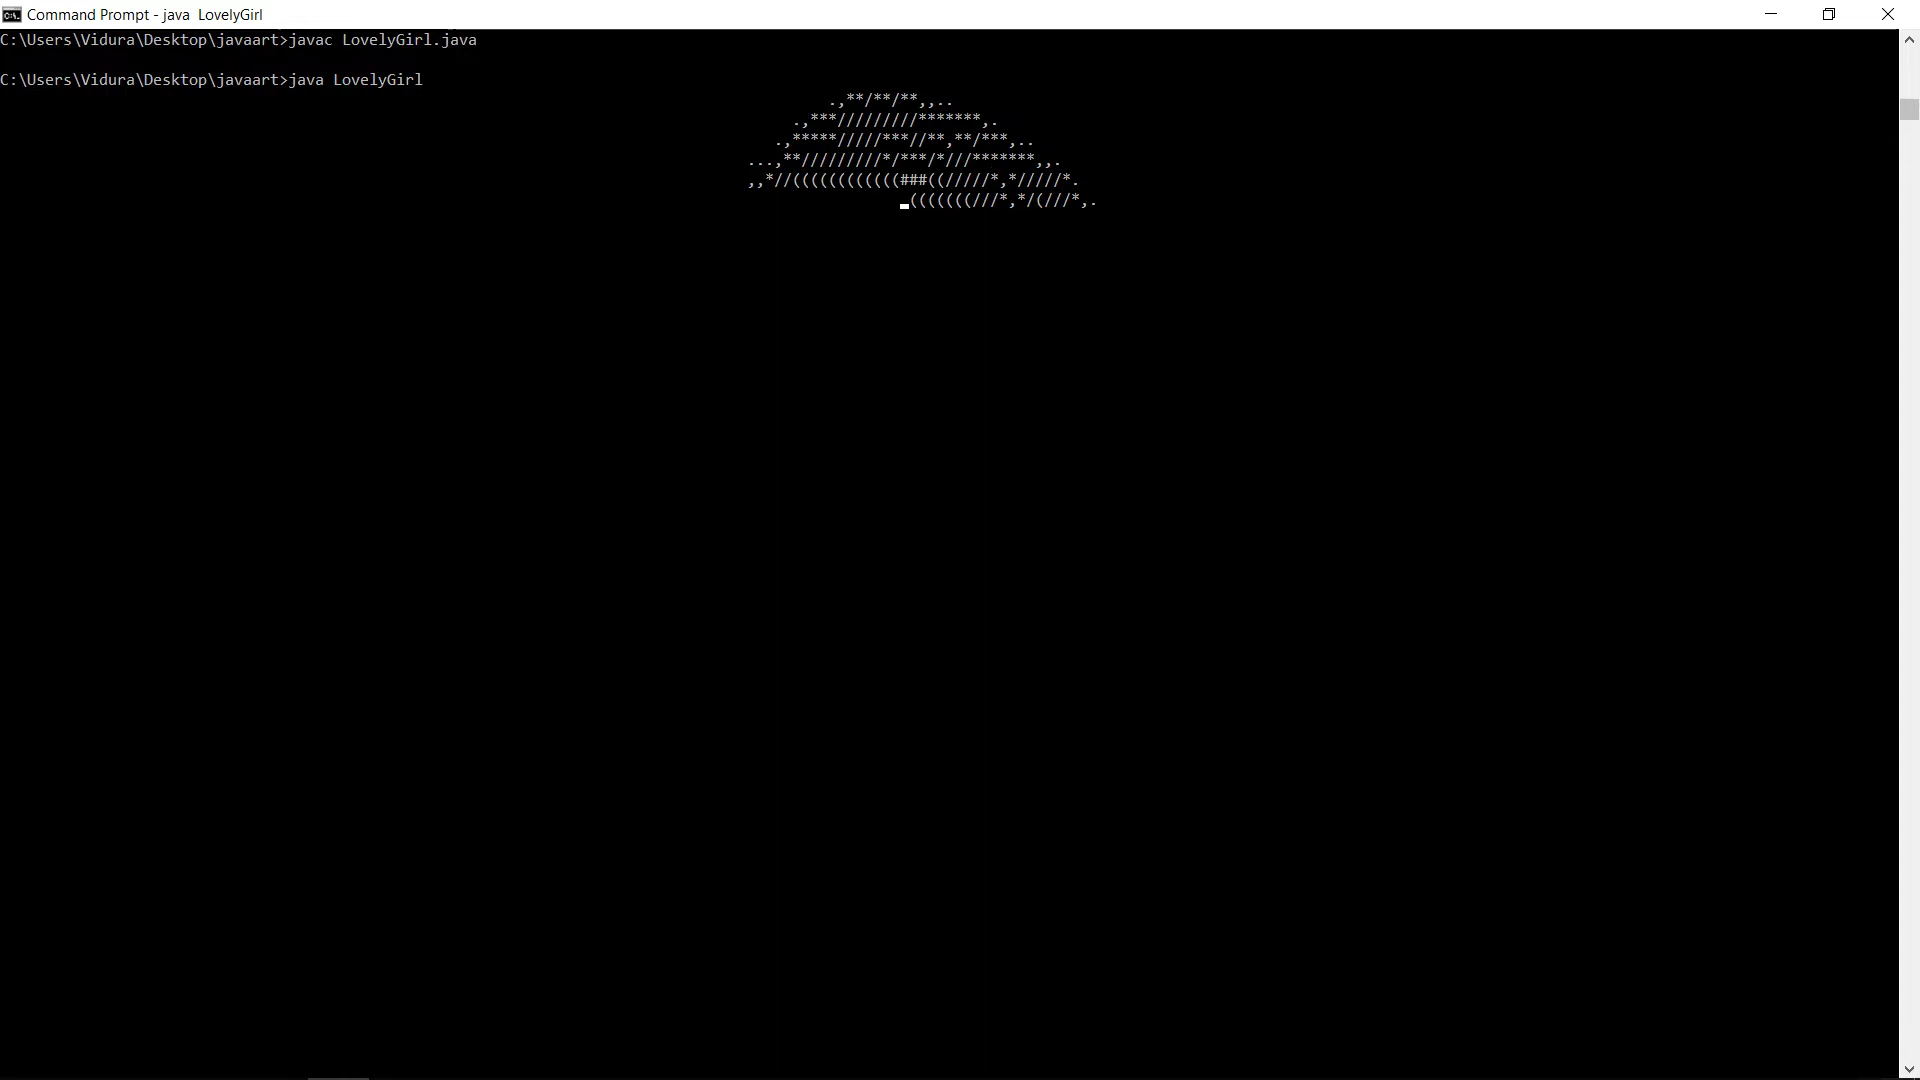 Command Prompt - java  LovelyGirl
C:\Users\Vidura\Desktop\javaart>javac LovelyGirl.java
C:\Users\Vidura\Desktop\javaart>java LovelyGirl
.,**/**/**,,..
.,***/////////*******,.
.,*****/////***//**,**/***,..
...,**/////////*/***/*///*******,,.
,,*//((((((((((((###((/////*,*/////*.
_(((((((///*,*/(///*,.